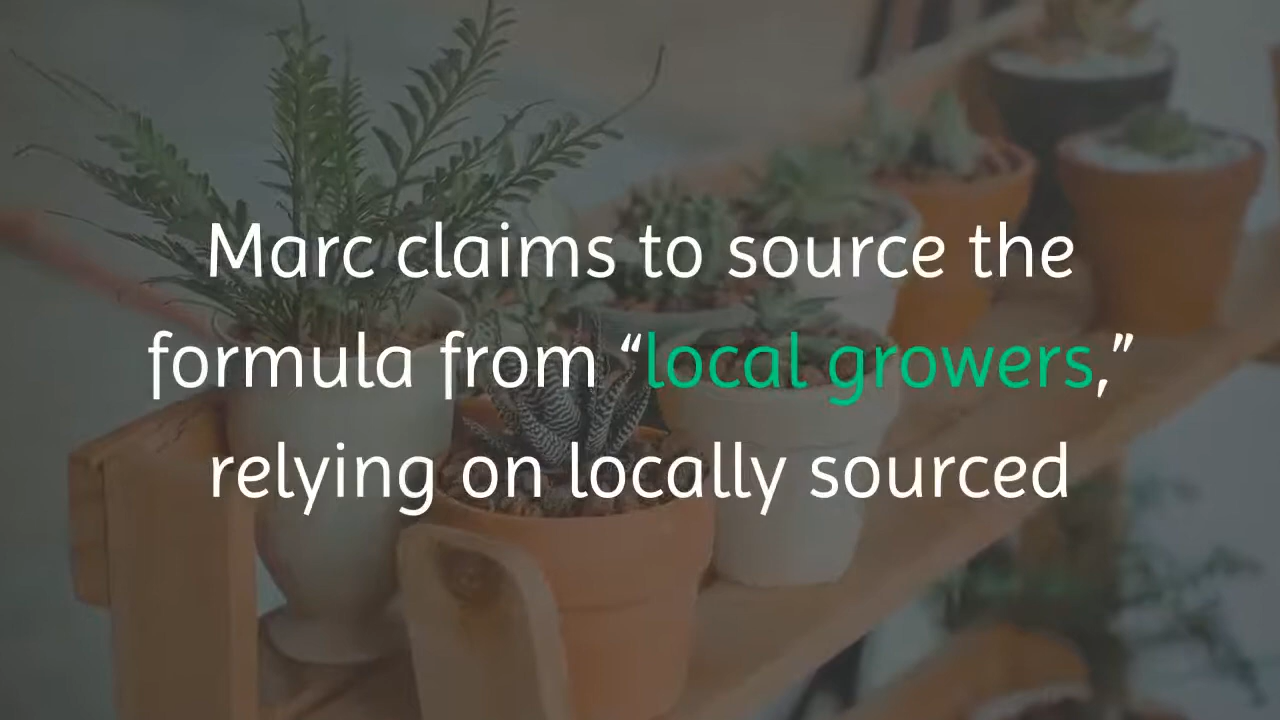 Marc claims to source the
formula from “local growers,”
relying on locally sourced